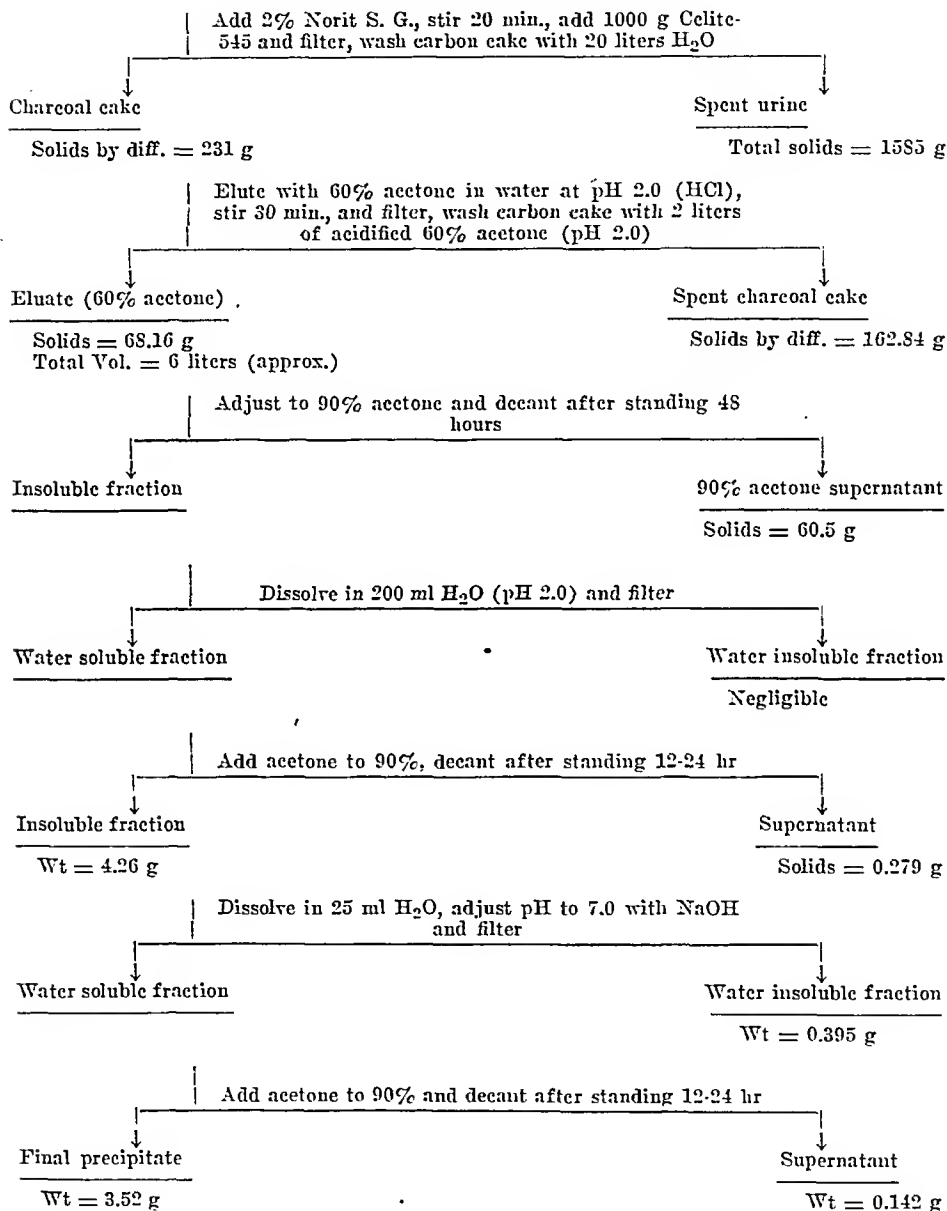 Add 2% Norit S. G., stir 20 min., add 1000 g Celite-
545 and filter, wash carbon cake with 20 liters H₂O
Charcoal cake
Spent urine
Solids by diff. = 231 g
Total solids = 1585 g
Elute with 60% acetone in water at pH 2.0 (HCl),
stir 30 min., and filter, wash carbon cake with 2 liters
of acidified 60% acetone (pH 2.0)
Eluate (60% acetone)
Spent charcoal cake
Solids = 68.16 g
Solids by diff. = 162.84 g
Total Vol. = 6 liters (approx.)
Adjust to 90% acetone and decant after standing 48
hours
Insoluble fraction
90% acetone supernatant
Solids = 60.5 g
Dissolve in 200 ml H₂O (pH 2.0) and filter
Water soluble fraction
Water insoluble fraction
Negligible
Add acetone to 90%, decant after standing 12-24 hr
Insoluble fraction
Supernatant
Wt = 4.26 g
Solids = 0.279 g
Dissolve in 25 ml H₂O, adjust pH to 7.0 with NaOH
and filter
Water soluble fraction
Water insoluble fraction
Wt = 0.395 g
Add acetone to 90% and decant after standing 12-24 hr
Final precipitate
Supernatant
Wt = 3.52 g
Wt = 0.142 g